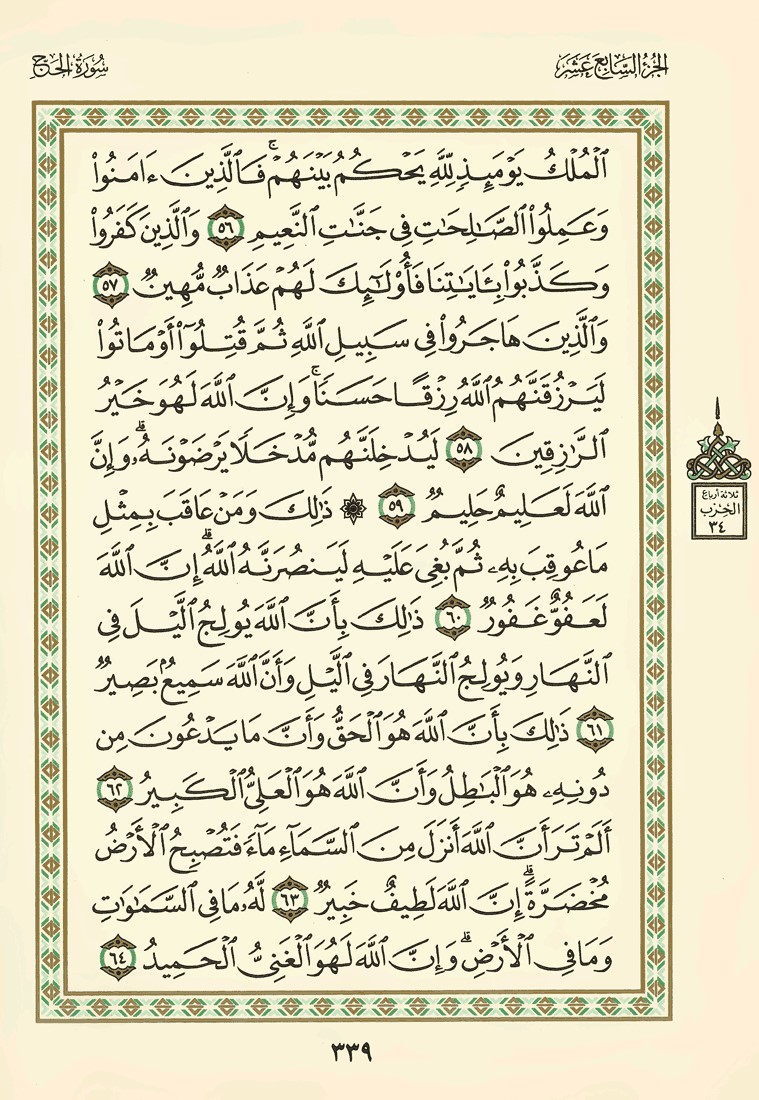 الجزء السابع عشر
سورة الحج
ٱلْمُلْكُ يَوْمَئِذٍ لِّلَّهِ يَحْكُمُ بَيْنَهُمْ ۚ فَٱلَّذِينَ ءَامَنُوا۟
وَعَمِلُوا۟ ٱلصَّـٰلِحَـٰتِ فِى جَنَّـٰتِ ٱلنَّعِيمِ ٥٦ وَٱلَّذِينَ كَفَرُوا۟
وَكَذَّبُوا۟ بِـَٔايَـٰتِنَا فَأُو۟لَـٰٓئِكَ لَهُمْ عَذَابٌ مُّهِينٌ ٥٧
وَٱلَّذِينَ هَاجَرُوا۟ فِى سَبِيلِ ٱللَّهِ ثُمَّ قُتِلُوٓا۟ أَوْ مَاتُوا۟
لَيَرْزُقَنَّهُمُ ٱللَّهُ رِزْقًا حَسَنًا ۚ وَإِنَّ ٱللَّهَ لَهُوَ خَيْرُ
ٱلرَّٰزِقِينَ ٥٨ لَيُدْخِلَنَّهُم مُّدْخَلًا يَرْضَوْنَهُۥ ۗ وَإِنَّ
ٱللَّهَ لَعَلِيمٌ حَلِيمٌ ٥٩ ۞ ذَٰلِكَ وَمَنْ عَاقَبَ بِمِثْلِ
مَا عُوقِبَ بِهِۦ ثُمَّ بُغِىَ عَلَيْهِ لَيَنصُرَنَّهُ ٱللَّهُ ۗ إِنَّ ٱللَّهَ
لَعَفُوٌّ غَفُورٌ ٦٠ ذَٰلِكَ بِأَنَّ ٱللَّهَ يُولِجُ ٱلَّيْلَ فِى
ٱلنَّهَارِ وَيُولِجُ ٱلنَّهَارَ فِى ٱلَّيْلِ وَأَنَّ ٱللَّهَ سَمِيعٌۢ بَصِيرٌ
٦١ ذَٰلِكَ بِأَنَّ ٱللَّهَ هُوَ ٱلْحَقُّ وَأَنَّ مَا يَدْعُونَ مِن
دُونِهِۦ هُوَ ٱلْبَـٰطِلُ وَأَنَّ ٱللَّهَ هُوَ ٱلْعَلِىُّ ٱلْكَبِيرُ ٦٢
أَلَمْ تَرَ أَنَّ ٱللَّهَ أَنزَلَ مِنَ ٱلسَّمَآءِ مَآءً فَتُصْبِحُ ٱلْأَرْضُ
مُخْضَرَّةً ۗ إِنَّ ٱللَّهَ لَطِيفٌ خَبِيرٌ ٦٣ لَّهُۥ مَا فِى ٱلسَّمَـٰوَٰتِ
وَمَا فِى ٱلْأَرْضِ ۗ وَإِنَّ ٱللَّهَ لَهُوَ ٱلْغَنِىُّ ٱلْحَمِيدُ ٦٤
ثلاثة أرباع
الحزب
٣٤
٣٣٩